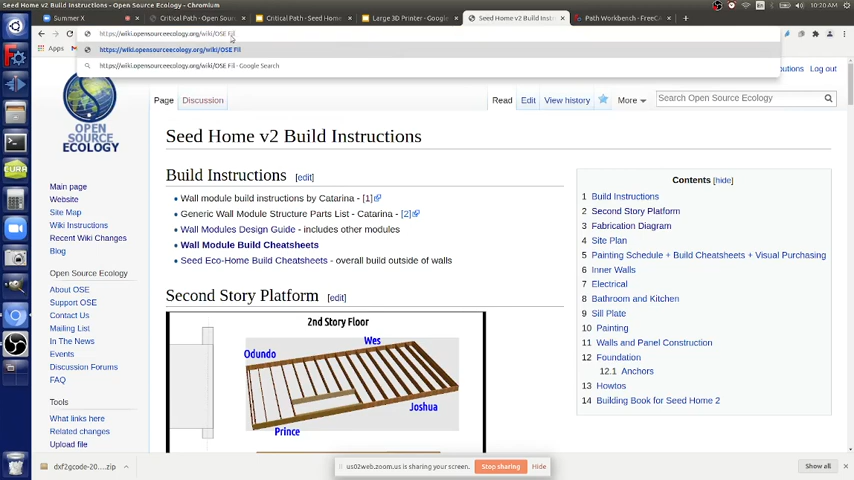 Summer X
Critical Path - Open Sour
Critical Path - Seed Home
Large 3D Printer - Google
Seed Home v2 Build Inst
Path Workbench - FreeC
10:20 AM
https://wiki.opensourceecology.org/wiki/OSE Fil
https://wiki.opensourceecology.org/wiki/OSE Fil
https://wiki.opensourceecology.org/wiki/OSE Fil - Google Search
Log out
Seed Home v2 Build Instructions - Open Source Ecology - Chromium
OPEN
SOURCE
ECOLOGY
Page
Discussion
Read
Edit
View history
More
Search Open Source Ecology
Main page
Website
Site Map
Wiki Instructions
Recent Wiki Changes
Blog
Open Source Ecology
About OSE
Support OSE
Contact Us
Mailing List
In The News
Events
FAQ
Tools
What links here
Related changes
Upload file
Seed Home v2 Build Instructions
Build Instructions [edit]
• Wall module build instructions by Catarina - [1]
• Generic Wall Module Structure Parts List - Catarina - [2]
• Wall Modules Design Guide - includes other modules
• Wall Module Build Cheatsheets
• Seed Eco-Home Build Cheatsheets - overall build outside of walls
Second Story Platform [edit]
2nd Story Floor
Wes
Odundo
Joshua
Prince
Contents [hide]
1 Build Instructions
2 Second Story Platform
3 Fabrication Diagram
4 Site Plan
5 Painting Schedule + Build Cheatsheets + Visual Purchasing
6 Inner Walls
7 Electrical
8 Bathroom and Kitchen
9 Sill Plate
10 Painting
11 Walls and Panel Construction
12 Foundation
12.1 Anchors
13 Howtos
14 Building Book for Seed Home 2
dxf2gcode-20....zip
us02web.zoom.us is sharing your screen.
Stop sharing
Hide
Show all